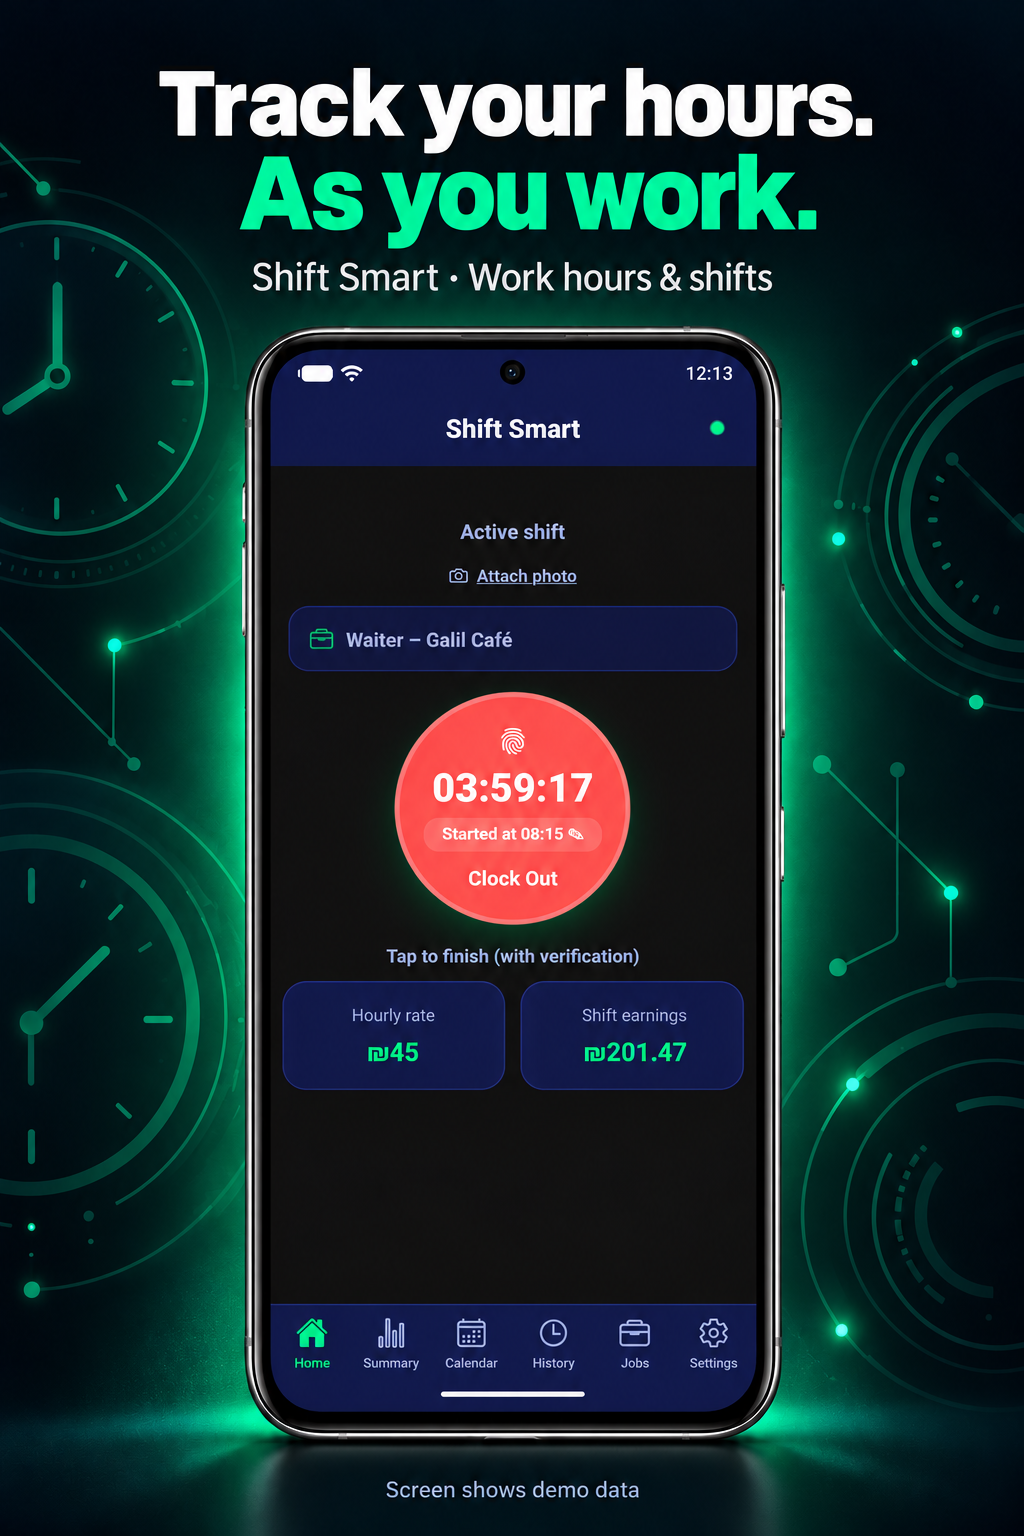 Track your hours.
As you work.
Shift Smart · Work hours & shifts
12:13
Shift Smart
Active shift
Attach photo
Waiter – Galil Café
03:59:17
Started at 08:15 ✎
Clock Out
Tap to finish (with verification)
Hourly rate
₪45
Shift earnings
₪201.47
Home
Summary
Calendar
History
Jobs
Settings
Screen shows demo data